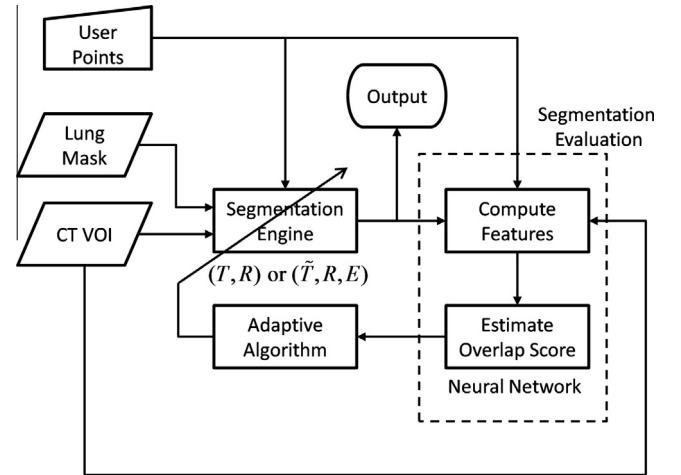 User
Points
Lung
Mask
CT VOI
Output
Segmentation
Evaluation
Segmentation
Engine
Compute
Features
(T, R) or (T̃, R, E)
Adaptive
Algorithm
Estimate
Overlap Score
Neural Network